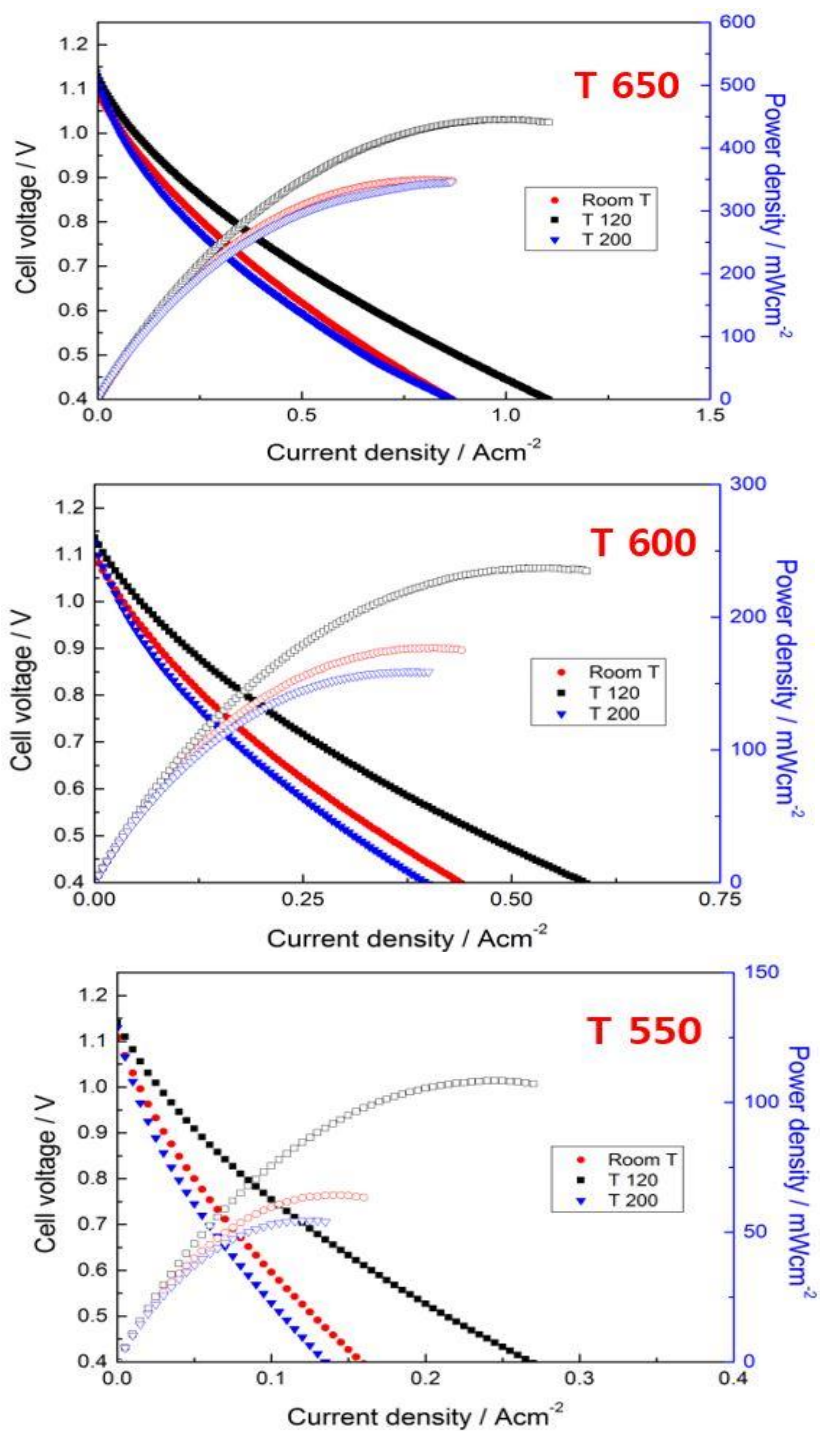 T 650
Cell voltage / V
1.2
1.1
1.0
0.9
0.8
0.7
0.6
0.5
0.4
600
500
400
300
200
100
0
Power density / mWcm-2
Room T
T 120
T 200
0.0 0.5 1.0 1.5
Current density / Acm-2
T 600
Cell voltage / V
1.2
1.1
1.0
0.9
0.8
0.7
0.6
0.5
0.4
300
200
100
0
Power density / mWcm-2
Room T
T 120
T 200
0.00 0.25 0.50 0.75
Current density / Acm-2
T 550
Cell voltage / V
1.2
1.1
1.0
0.9
0.8
0.7
0.6
0.5
0.4
150
100
50
0
Power density / mWcm-2
Room T
T 120
T 200
0.0 0.1 0.2 0.3 0.4
Current density / Acm-2